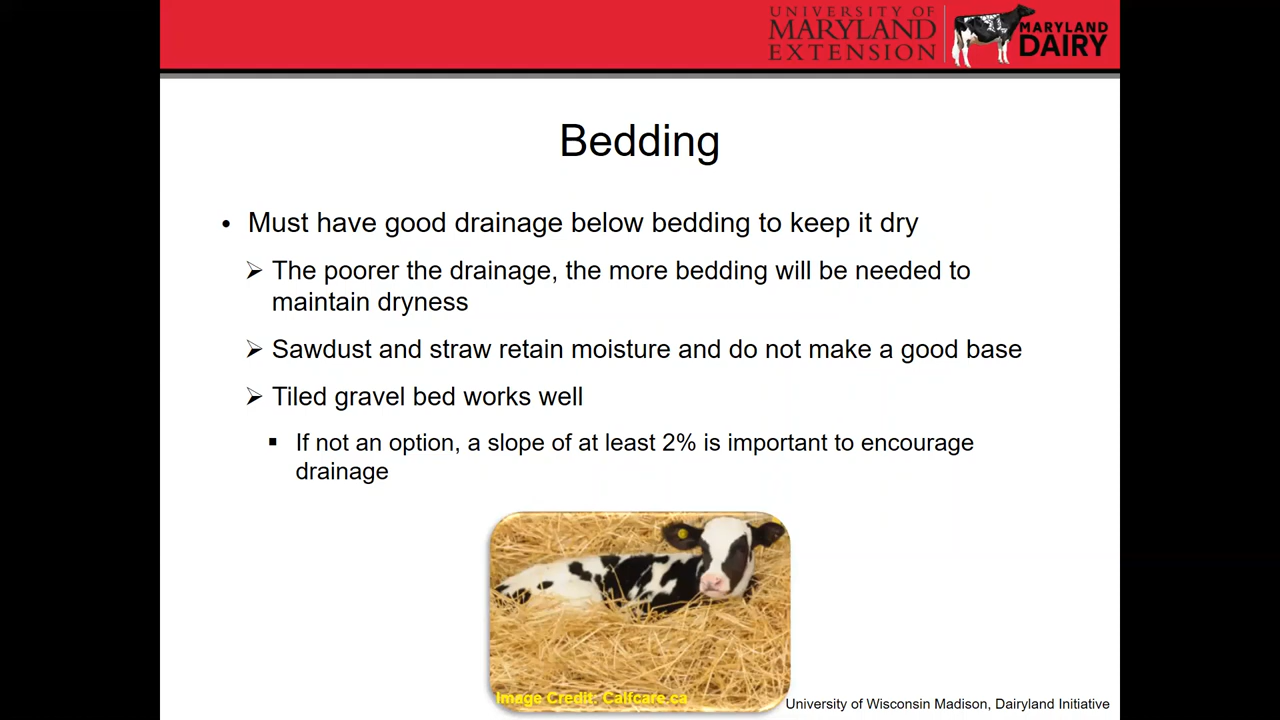 UNIVERSITY OF
MARYLAND
EXTENSION
MARYLAND
DAIRY
Bedding
• Must have good drainage below bedding to keep it dry
➢ The poorer the drainage, the more bedding will be needed to
maintain dryness
➢ Sawdust and straw retain moisture and do not make a good base
➢ Tiled gravel bed works well
▪ If not an option, a slope of at least 2% is important to encourage
drainage
Image Credit: Calfcare.ca
University of Wisconsin Madison, Dairyland Initiative